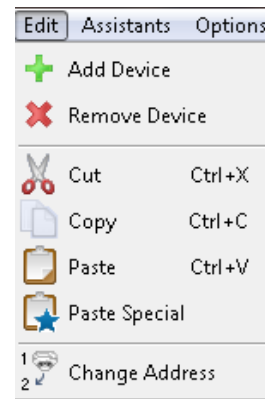 Edit Assistants Options
Add Device
Remove Device
Cut Ctrl+X
Copy Ctrl+C
Paste Ctrl+V
Paste Special
1
2
Change Address